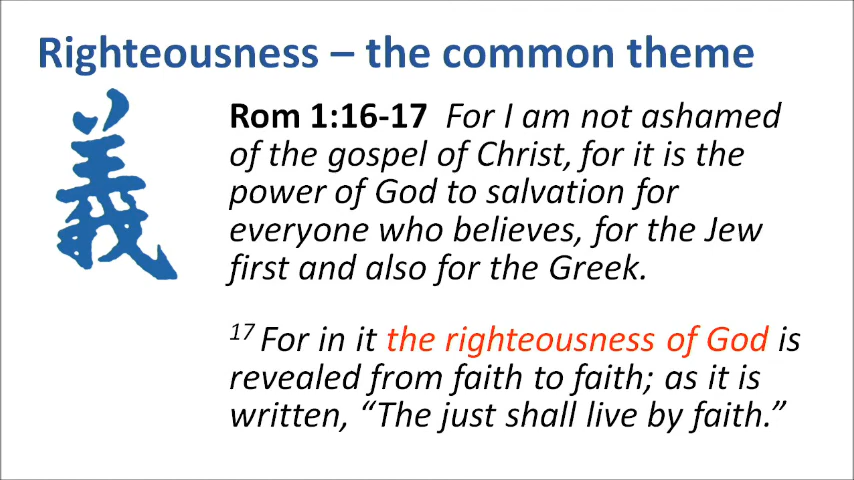 Righteousness – the common theme
義
Rom 1:16-17 For I am not ashamed
of the gospel of Christ, for it is the
power of God to salvation for
everyone who believes, for the Jew
first and also for the Greek.
17 For in it the righteousness of God is
revealed from faith to faith; as it is
written, “The just shall live by faith.”